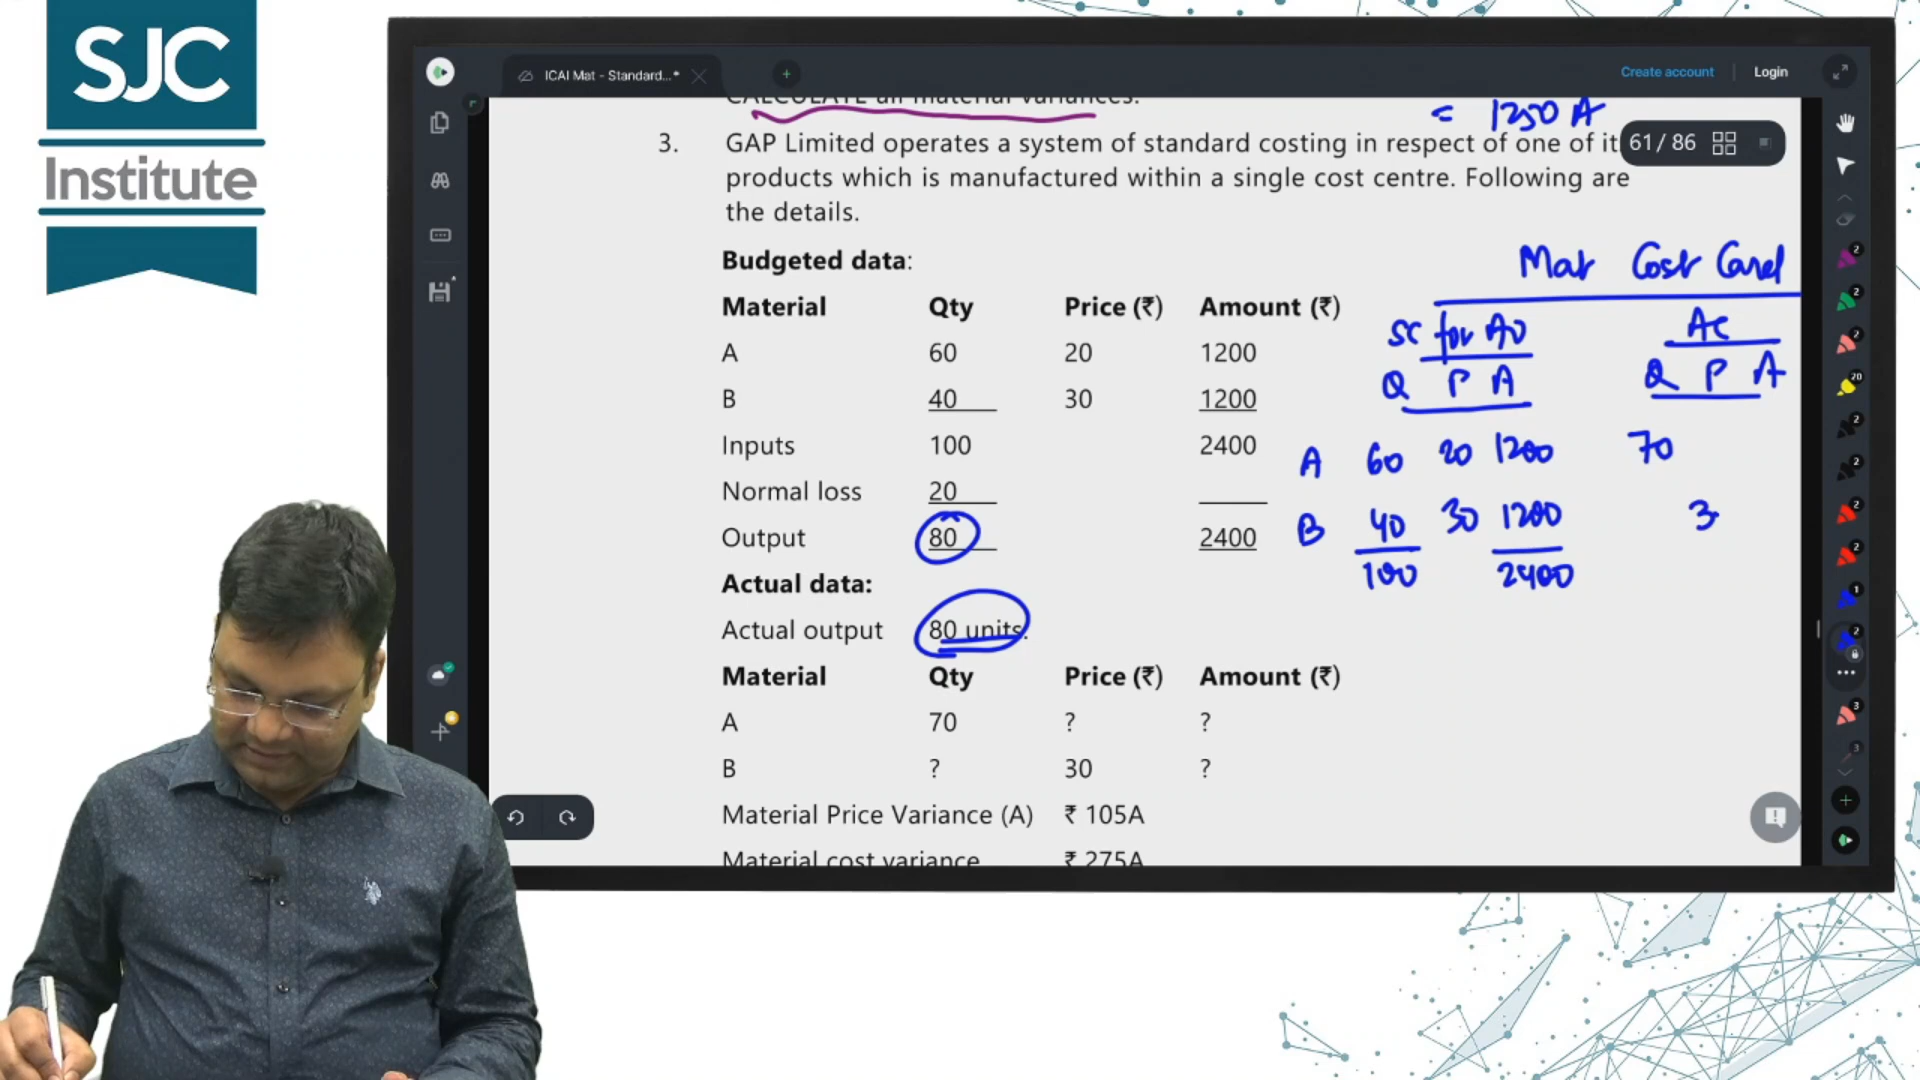 SJC
Institute
ICAI Mat - Standard...*
Create account
Login
61 / 86
CALCULATE all material variances.
= 1250 A
3. GAP Limited operates a system of standard costing in respect of one of it
products which is manufactured within a single cost centre. Following are
the details.
Budgeted data:
Material Qty Price (₹) Amount (₹)
A 60 20 1200
B 40 30 1200
Inputs 100 2400
Normal loss 20
Output 80 2400
Actual data:
Actual output 80 units.
Material Qty Price (₹) Amount (₹)
A 70 ? ?
B ? 30 ?
Material Price Variance (A) ₹ 105A
Material cost variance ₹ 275A
Mat Cost Card
SC for AO AC
Q P A Q P A
A 60 20 1200 70
B 40 30 1200 3
100 2400